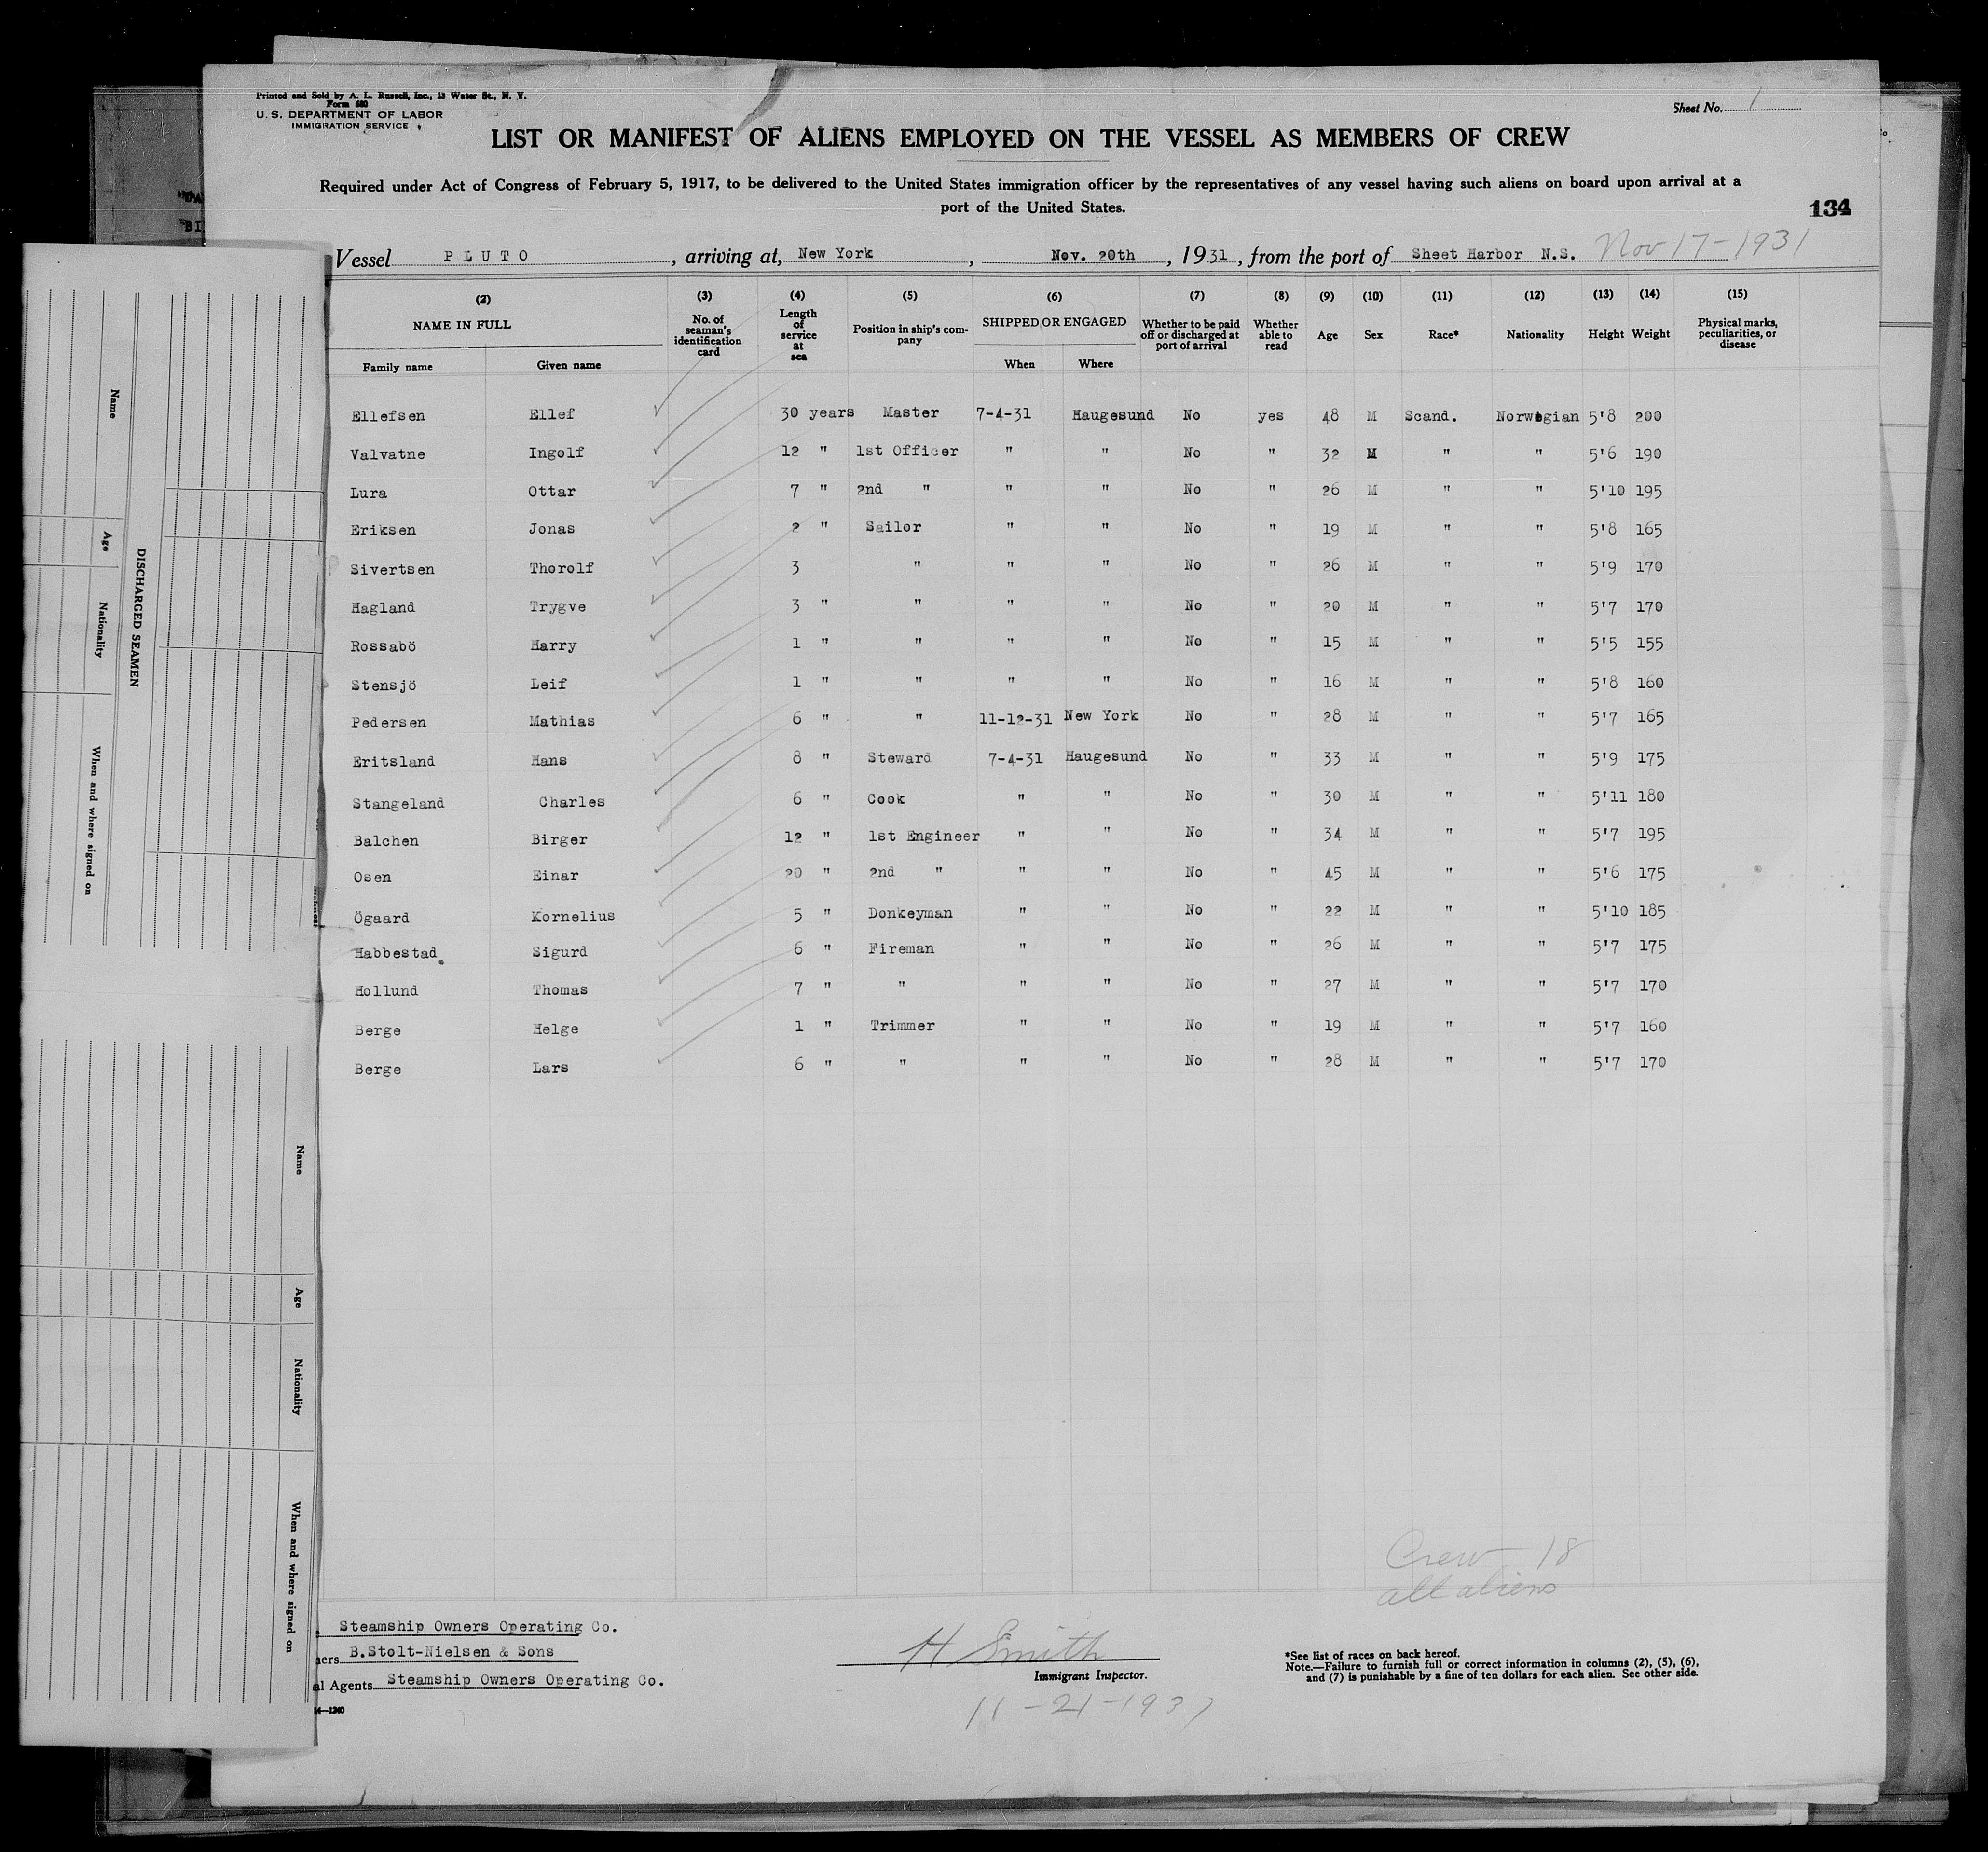 Printed and Sold by A. L. Russell, Inc., 13 Water St., N. Y.
Form 680
U. S. DEPARTMENT OF LABOR
IMMIGRATION SERVICE
Sheet No. 1
LIST OR MANIFEST OF ALIENS EMPLOYED ON THE VESSEL AS MEMBERS OF CREW
Required under Act of Congress of February 5, 1917, to be delivered to the United States immigration officer by the representatives of any vessel having such aliens on board upon arrival at a
port of the United States.
134
Vessel PLUTO, arriving at, New York, Nov. 20th, 1931, from the port of Sheet Harbor N.S. Nov 17-1931
(2) (3) (4) (5) (6) (7) (8) (9) (10) (11) (12) (13) (14) (15)
NAME IN FULL No. of seaman's identification card Length of service at sea Position in ship's company SHIPPED OR ENGAGED Whether to be paid off or discharged at port of arrival Whether able to read Age Sex Race* Nationality Height Weight Physical marks, peculiarities, or disease
Family name Given name When Where
Ellefsen Ellef 30 years Master 7-4-31 Haugesund No yes 48 M Scand. Norwegian 5'8 200
Valvatne Ingolf 12 " 1st Officer " " No " 32 M " " 5'6 190
Lura Ottar 7 " 2nd " " " No " 26 M " " 5'10 195
Eriksen Jonas 2 " Sailor " " No " 19 M " " 5'8 165
Sivertsen Thorolf 3 " " " No " 26 M " " 5'9 170
Hagland Trygve 3 " " " " No " 20 M " " 5'7 170
Rossabö Harry 1 " " " " No " 15 M " " 5'5 155
Stensjö Leif 1 " " " " No " 16 M " " 5'8 160
Pedersen Mathias 6 " " 11-12-31 New York No " 28 M " " 5'7 165
Eritsland Hans 8 " Steward 7-4-31 Haugesund No " 33 M " " 5'9 175
Stangeland Charles 6 " Cook " " No " 30 M " " 5'11 180
Balchen Birger 12 " 1st Engineer " " No " 34 M " " 5'7 195
Osen Einar 20 " 2nd " " " No " 45 M " " 5'6 175
Ögaard Kornelius 5 " Donkeyman " " No " 22 M " " 5'10 185
Habbestad Sigurd 6 " Fireman " " No " 26 M " " 5'7 175
Hollund Thomas 7 " " " " No " 27 M " " 5'7 170
Berge Helge 1 " Trimmer " " No " 19 M " " 5'7 160
Berge Lars 6 " " " " No " 28 M " " 5'7 170
Crew 18
all aliens
Steamship Owners Operating Co.
ners B.Stolt-Nielsen & Sons
al Agents Steamship Owners Operating Co.
14—1240
H Smith
Immigrant Inspector.
11-21-1931
*See list of races on back hereof.
Note.—Failure to furnish full or correct information in columns (2), (5), (6),
and (7) is punishable by a fine of ten dollars for each alien. See other side.
DISCHARGED SEAMEN
Name
Age
Nationality
When and where signed on
Name
Age
Nationality
When and where signed on